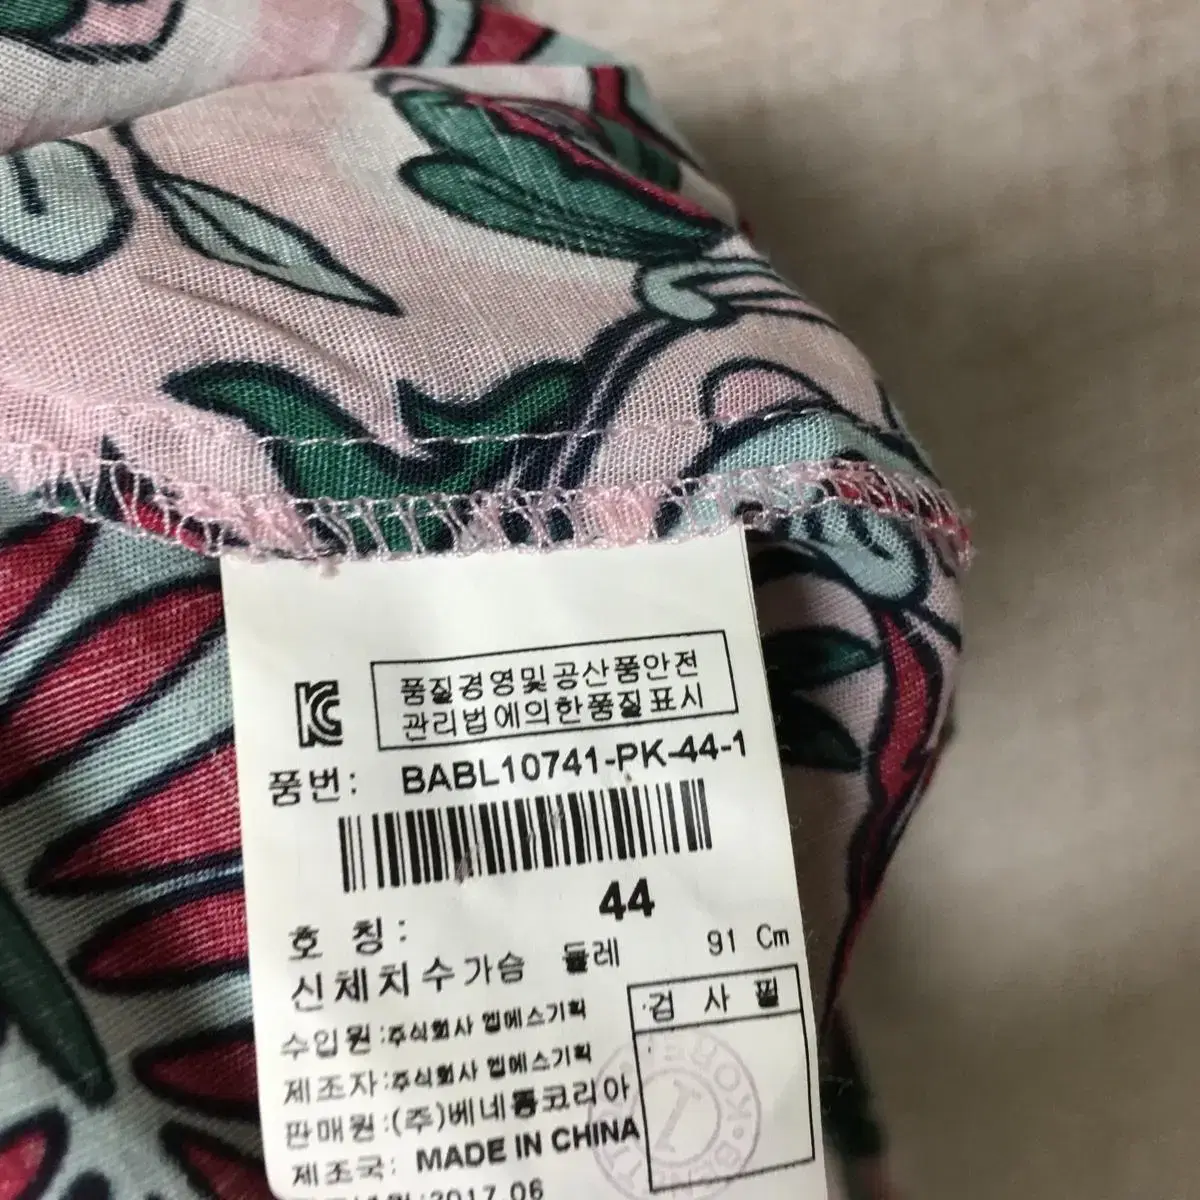 KC
품질경영및공산품안전
관리법에의한품질표시
품번: BABL10741-PK-44-1
44
호 칭:
신체치수 가슴 둘레 91 Cm
검 사 필
수입원:주식회사 엠에스기획
제조자:주식회사 엠에스기획
판매원:(주)베네통코리아
제조국: MADE IN CHINA
2017.06